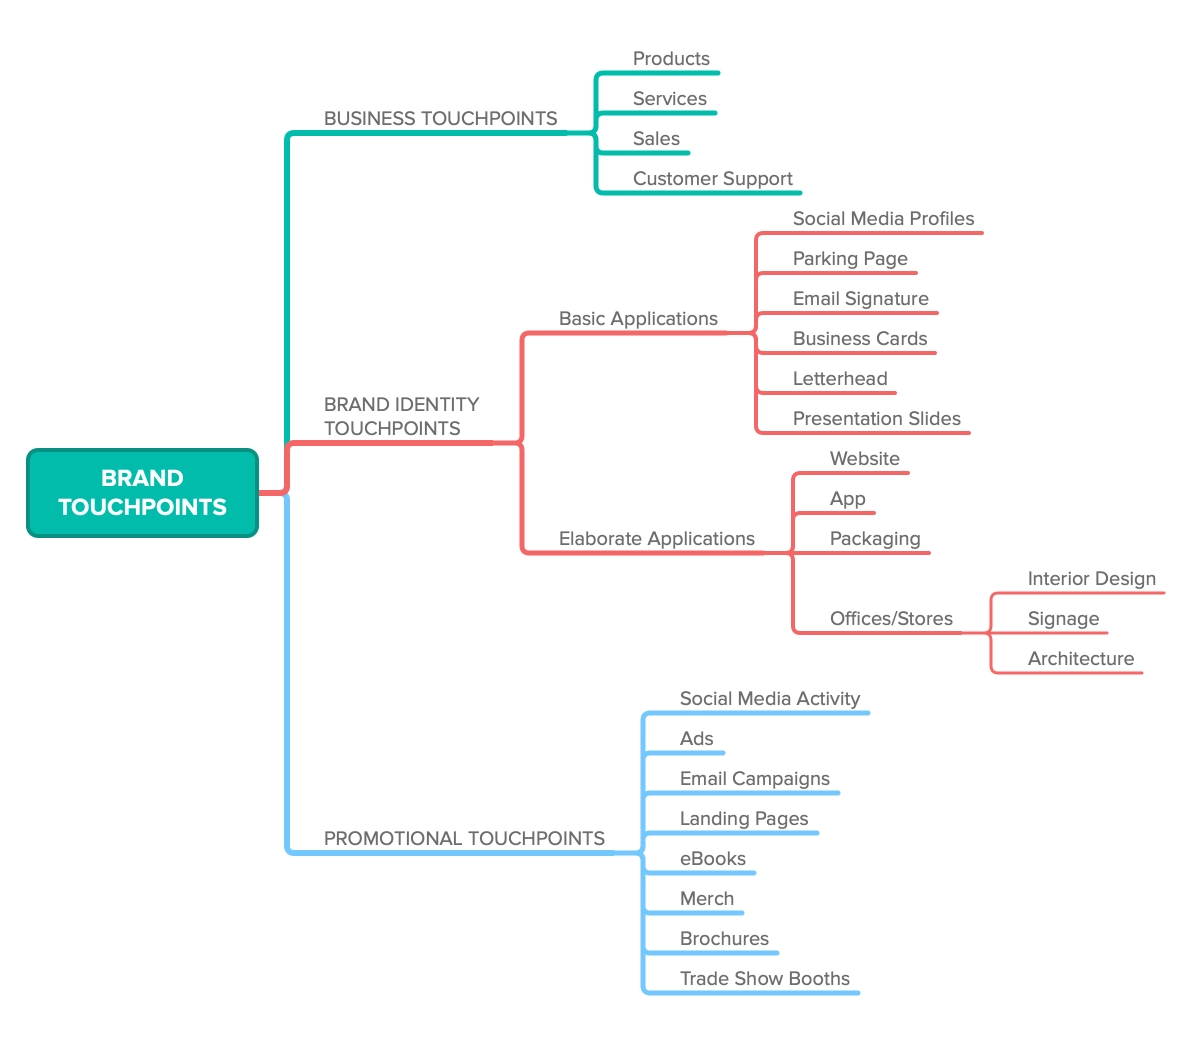 BRAND
TOUCHPOINTS
BUSINESS TOUCHPOINTS
Products
Services
Sales
Customer Support
BRAND IDENTITY
TOUCHPOINTS
Basic Applications
Social Media Profiles
Parking Page
Email Signature
Business Cards
Letterhead
Presentation Slides
Elaborate Applications
Website
App
Packaging
Offices/Stores
Interior Design
Signage
Architecture
PROMOTIONAL TOUCHPOINTS
Social Media Activity
Ads
Email Campaigns
Landing Pages
eBooks
Merch
Brochures
Trade Show Booths